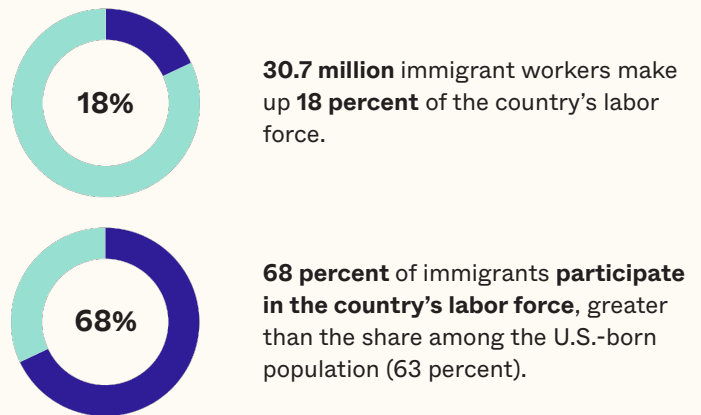 18%
30.7 million immigrant workers make
up 18 percent of the country's labor
force.
68%
68 percent of immigrants participate
in the country's labor force, greater
than the share among the U.S.-born
population (63 percent).